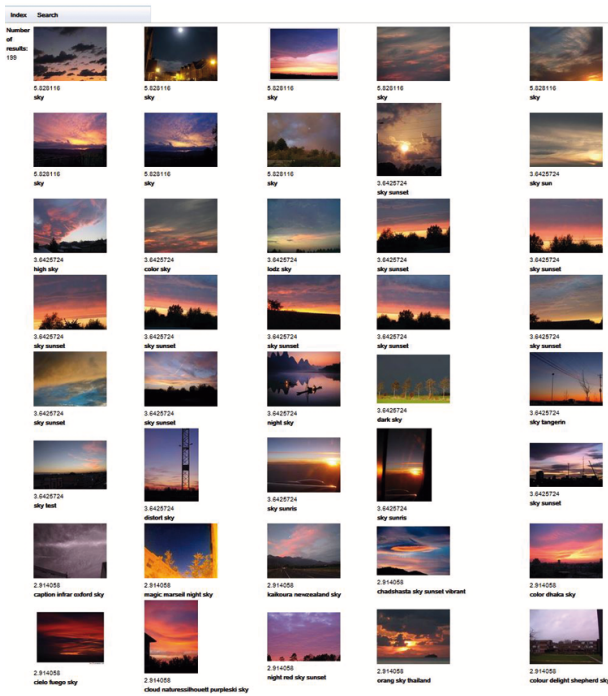 Index Search
Number
of
results:
199
5.828116 5.828116 5.828116 5.828116 5.828116
sky sky sky sky sky
5.828116 5.828116 5.828116 3.6425724 3.6425724
sky sky sky sky sunset sky sun
3.6425724 3.6425724 3.6425724 3.6425724 3.6425724
high sky color sky lodz sky sky sunset sky sunset
3.6425724 3.6425724 3.6425724 3.6425724 3.6425724
sky sunset sky sunset sky sunset sky sunset sky sunset
3.6425724 3.6425724 3.6425724 3.6425724 3.6425724
sky sunset sky sunset night sky dark sky sky tangerin
3.6425724 3.6425724 3.6425724 3.6425724 3.6425724
sky test distort sky sky sunris sky sunris sky sunset
2.914058 2.914058 2.914058 2.914058 2.914058
caption infrar oxford sky magic marseil night sky kaikoura newzealand sky chadshasta sky sunset vibrant color dhaka sky
2.914058 2.914058 2.914058 2.914058 2.914058
cielo fuego sky cloud naturessilhouett purpleski sky night red sky sunset orang sky thailand colour delight shepherd sky